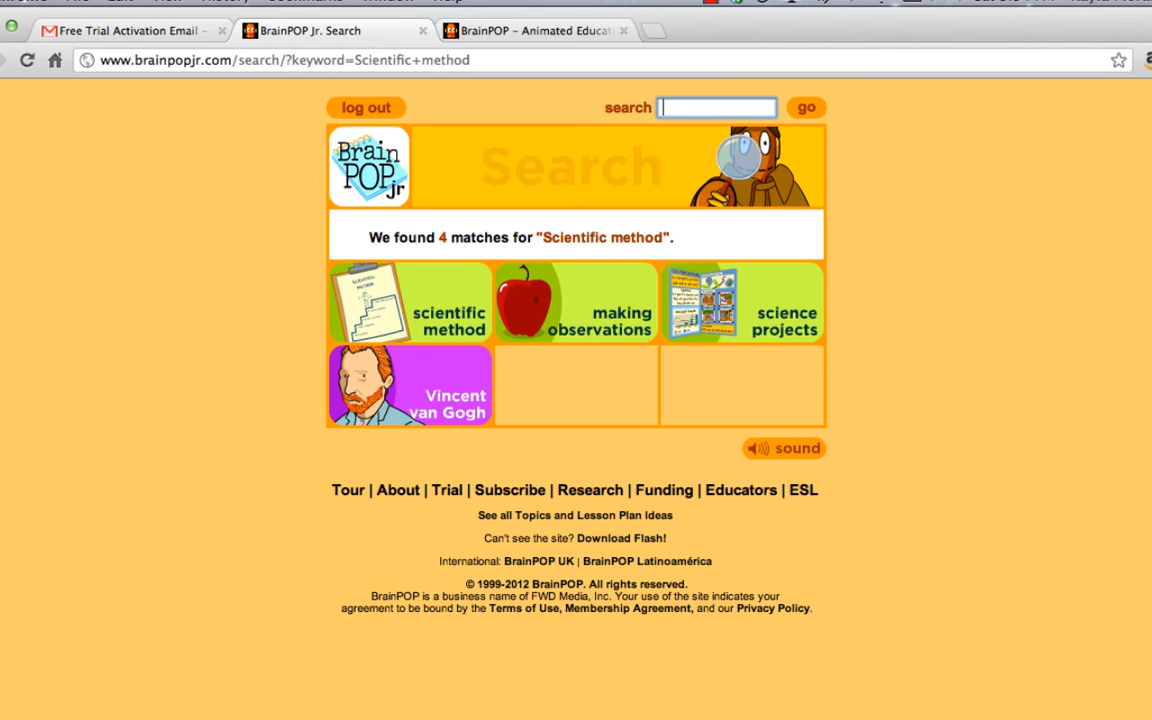 Free Trial Activation Email –
BrainPOP Jr. Search
BrainPOP – Animated Educati
www.brainpopjr.com/search/?keyword=Scientific+method
log out
search
go
Brain
POP
jr
Search
We found 4 matches for "Scientific method".
scientific
method
making
observations
science
projects
Vincent
van Gogh
sound
Tour | About | Trial | Subscribe | Research | Funding | Educators | ESL
See all Topics and Lesson Plan Ideas
Can't see the site? Download Flash!
International: BrainPOP UK | BrainPOP Latinoamérica
© 1999-2012 BrainPOP. All rights reserved.
BrainPOP is a business name of FWD Media, Inc. Your use of the site indicates your
agreement to be bound by the Terms of Use, Membership Agreement, and our Privacy Policy.